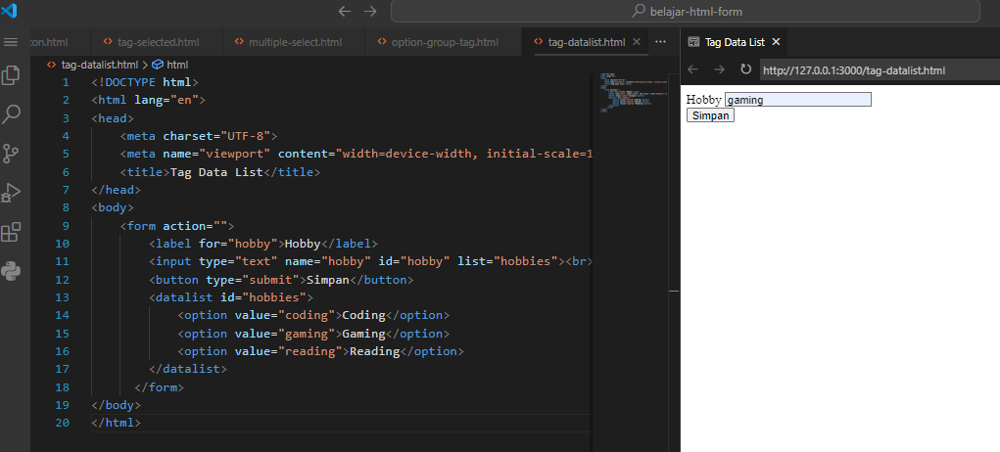 belajar-html-form
con.html
tag-selected.html
multiple-select.html
option-group-tag.html
tag-datalist.html
tag-datalist.html > html
1 <!DOCTYPE html>
2 <html lang="en">
3 <head>
4 <meta charset="UTF-8">
5 <meta name="viewport" content="width=device-width, initial-scale=1
6 <title>Tag Data List</title>
7 </head>
8 <body>
9 <form action="">
10 <label for="hobby">Hobby</label>
11 <input type="text" name="hobby" id="hobby" list="hobbies"><br>
12 <button type="submit">Simpan</button>
13 <datalist id="hobbies">
14 <option value="coding">Coding</option>
15 <option value="gaming">Gaming</option>
16 <option value="reading">Reading</option>
17 </datalist>
18 </form>
19 </body>
20 </html>
Tag Data List
http://127.0.0.1:3000/tag-datalist.html
Hobby gaming
Simpan